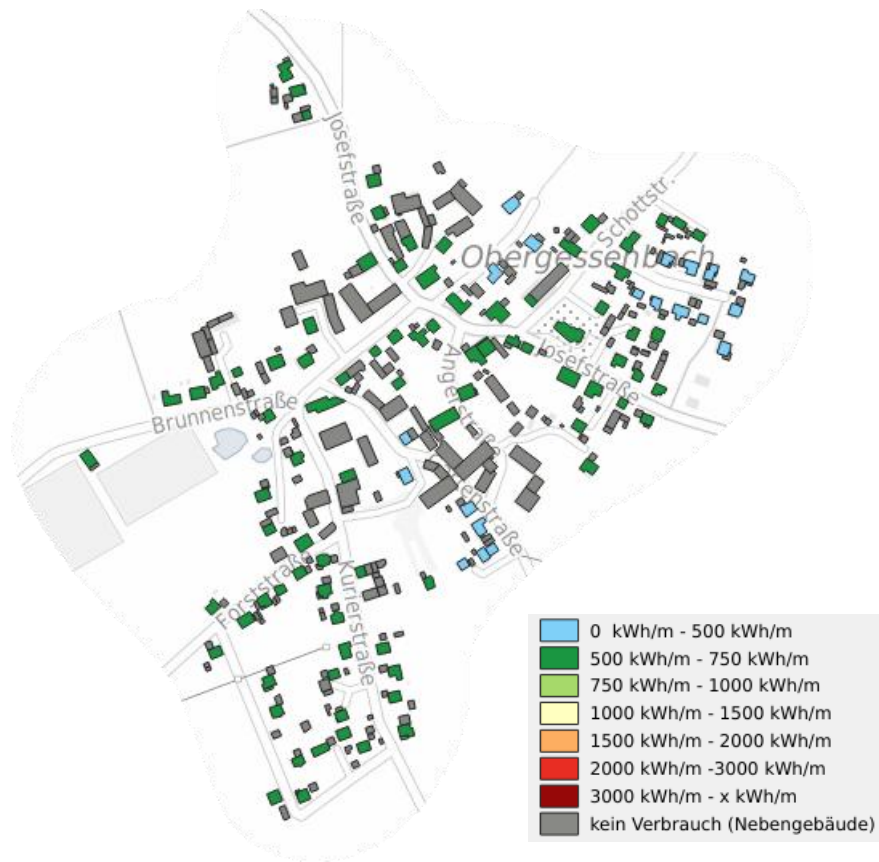 Josefstraße
Schottstr.
Obergessenbach
Josefstraße
Angerstraße
Brunnenstraße
enstraße
Forststraße
Kurierstraße
0 kWh/m - 500 kWh/m
500 kWh/m - 750 kWh/m
750 kWh/m - 1000 kWh/m
1000 kWh/m - 1500 kWh/m
1500 kWh/m - 2000 kWh/m
2000 kWh/m -3000 kWh/m
3000 kWh/m - x kWh/m
kein Verbrauch (Nebengebäude)